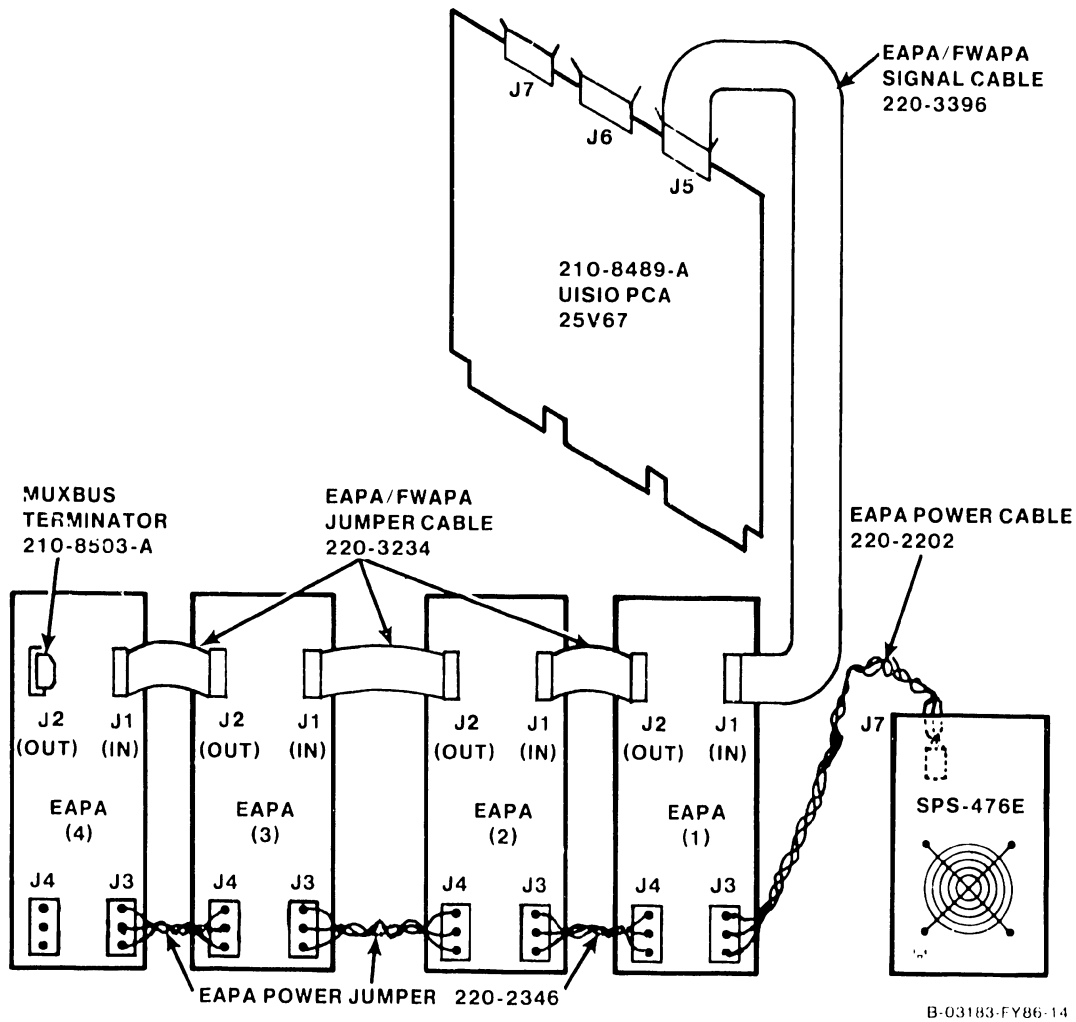 J7
J6
J5
EAPA/FWAPA
SIGNAL CABLE
220-3396
210-8489-A
UISIO PCA
25V67
MUXBUS
TERMINATOR
210-8503-A
EAPA/FWAPA
JUMPER CABLE
220-3234
EAPA POWER CABLE
220-2202
J2
(OUT)
J1
(IN)
J2
(OUT)
J1
(IN)
J2
(OUT)
J1
(IN)
J2
(OUT)
J1
(IN)
J7
EAPA
(4)
EAPA
(3)
EAPA
(2)
EAPA
(1)
SPS-476E
J4
J3
J4
J3
J4
J3
J4
J3
EAPA POWER JUMPER 220-2346
B-03183-FY86-14